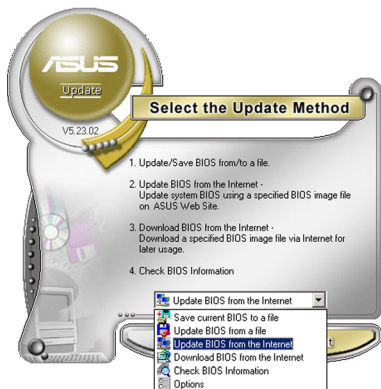 ASUS
Update
V5.23.02
Select the Update Method
1. Update/Save BIOS from/to a file.
2. Update BIOS from the Internet -
Update system BIOS using a specified BIOS image file
on ASUS Web Site.
3. Download BIOS from the Internet -
Download a specified BIOS image file via Internet for
later usage.
4. Check BIOS Information
Update BIOS from the Internet
Save current BIOS to a file
Update BIOS from a file
Update BIOS from the Internet
Download BIOS from the Internet
Check BIOS Information
Options